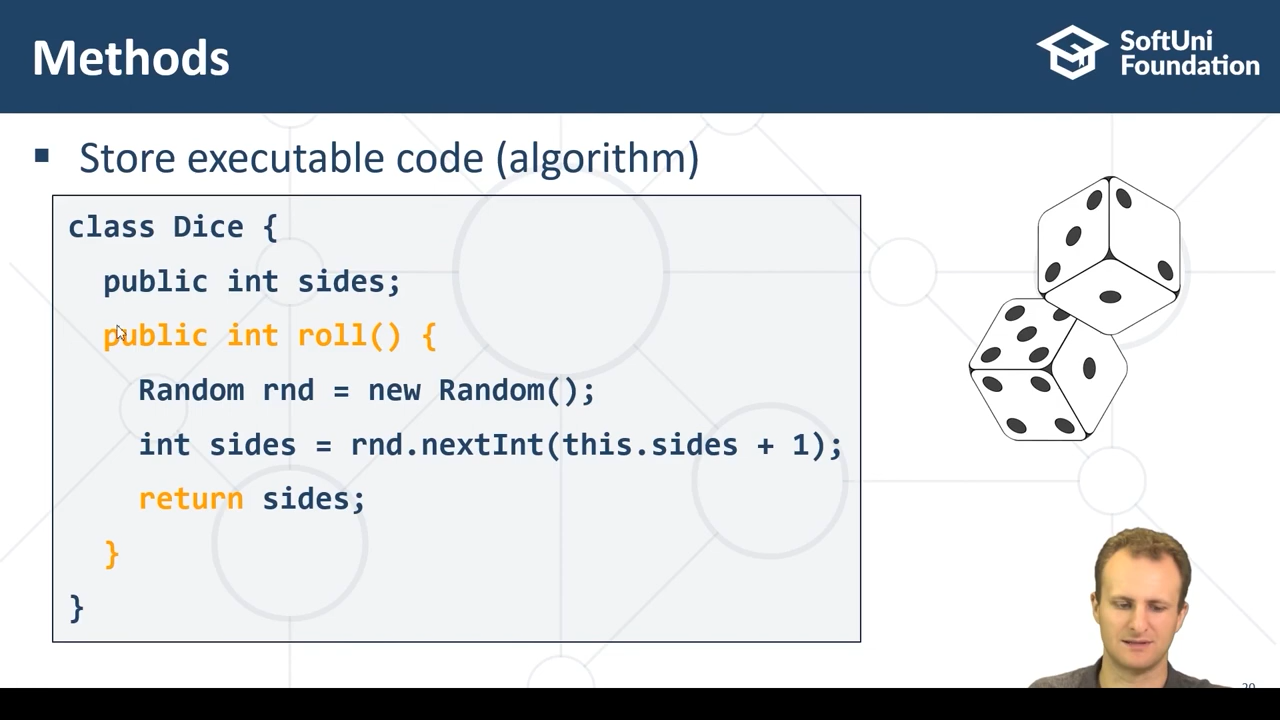 Methods
SoftUni
Foundation
▪ Store executable code (algorithm)
class Dice {
public int sides;
public int roll() {
Random rnd = new Random();
int sides = rnd.nextInt(this.sides + 1);
return sides;
}
}